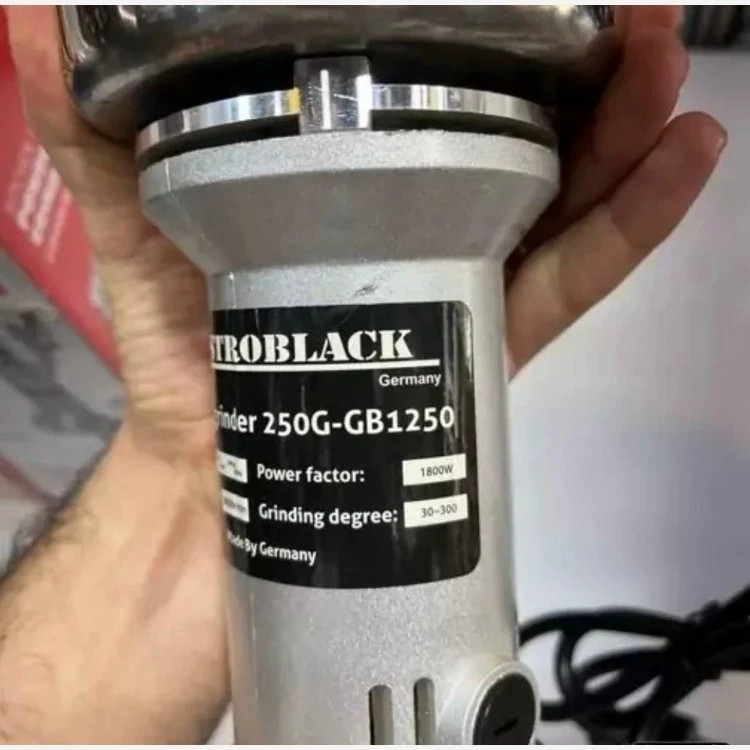 STROBLACK
Germany
grinder 250G-GB1250
Power factor: 1800W
Grinding degree: 30-300
Made By Germany